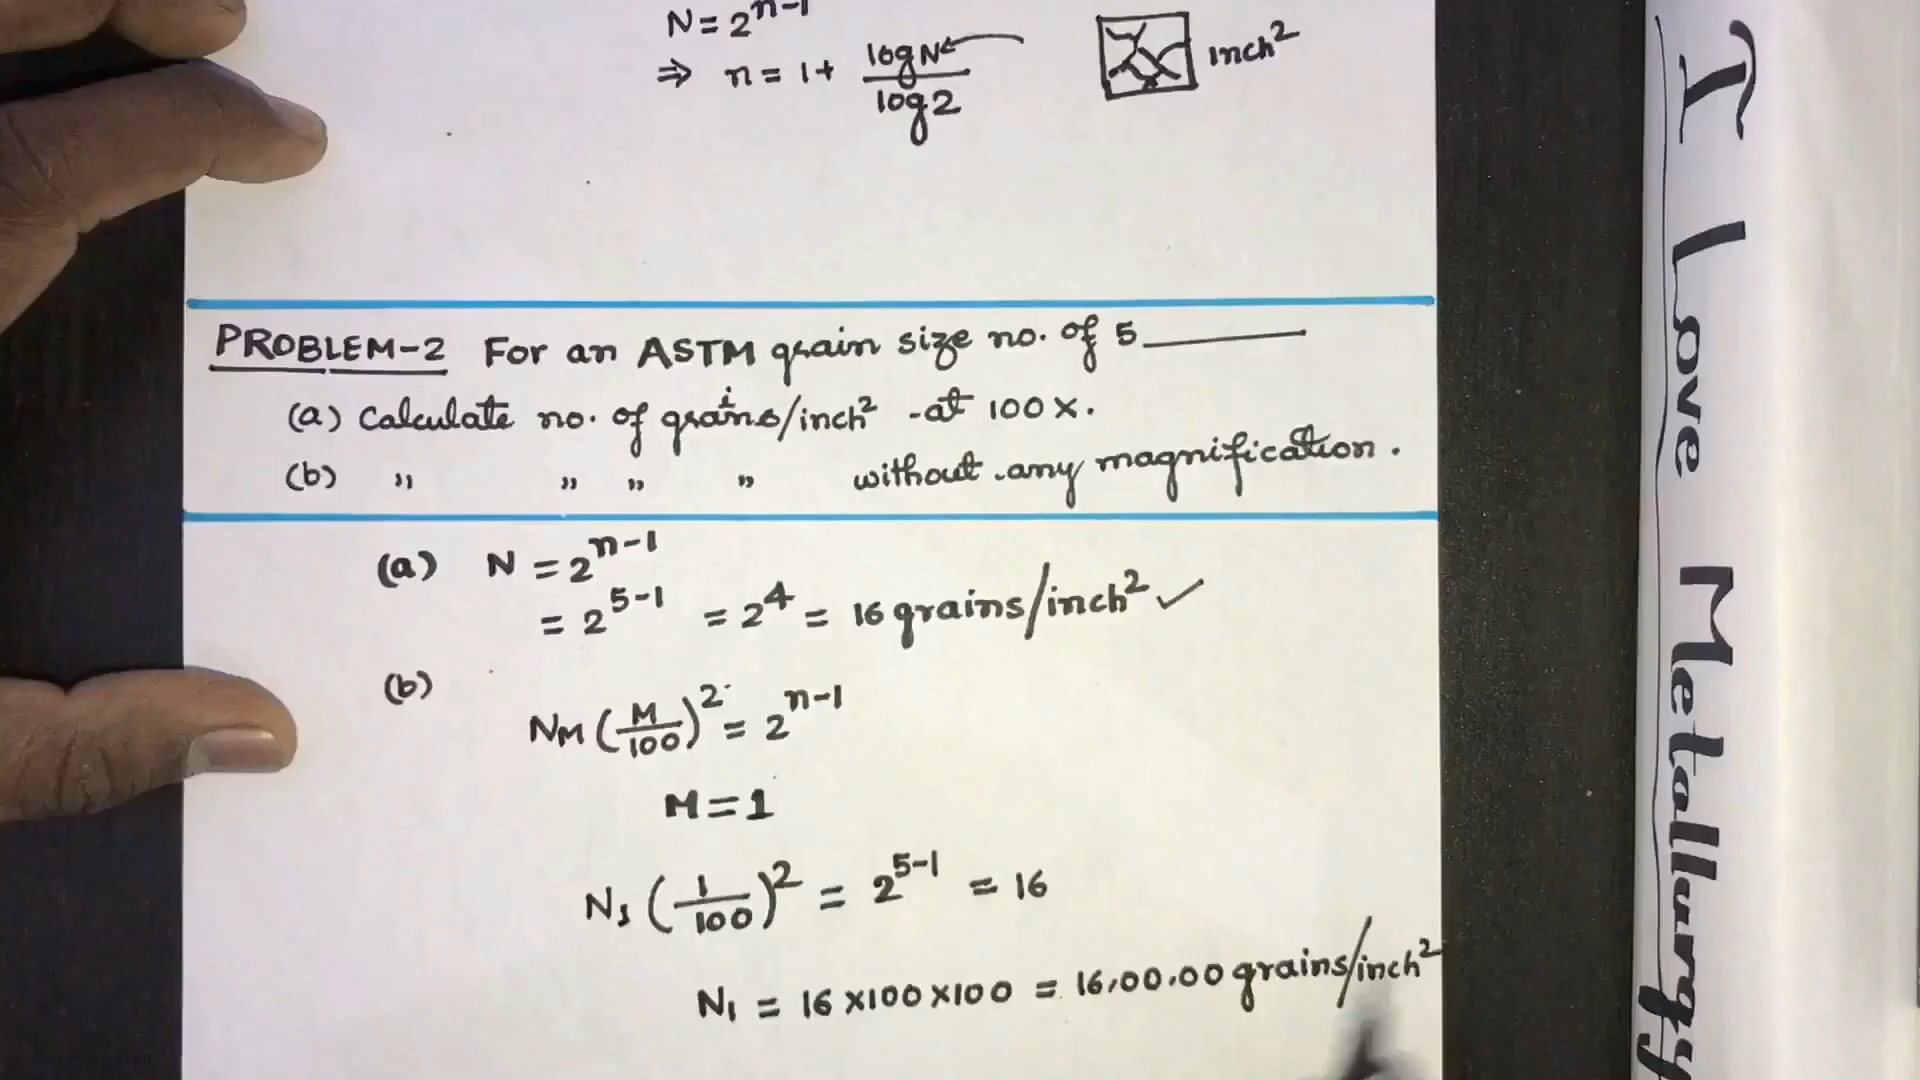 N = 2^{n-1}
⇒ n = 1 + log N / log 2
inch²
PROBLEM-2 For an ASTM grain size no. of 5
(a) Calculate no. of grains/inch² at 100 x.
(b) " " " " without any magnification.
(a) N = 2^{n-1}
= 2^{5-1} = 2^4 = 16 grains/inch² ✓
(b)
N_M (M/100)² = 2^{n-1}
M = 1
N_1 (1/100)² = 2^{5-1} = 16
N_1 = 16 x 100 x 100 = 16,00,00 grains/inch²
I Love Metallurgy